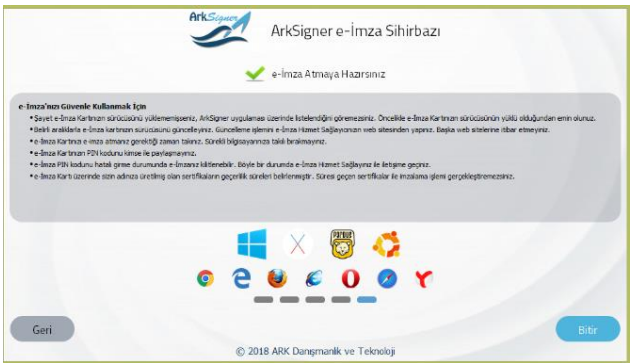 ArkSigner
ArkSigner e-İmza Sihirbazı
e-İmza Atmaya Hazırsınız
e-İmza'nızı Güvenle Kullanmak İçin
• Şayet e-İmza Kartınızın sürücüsünü yüklememişseniz, ArkSigner uygulaması üzerinde listelendiğini göremezsiniz. Öncelikle e-İmza Kartınızın sürücüsünün yüklü olduğundan emin olunuz.
• Belirli aralıklarla e-İmza kartınızın sürücüsünü güncelleyiniz. Güncelleme işlemini e-İmza Hizmet Sağlayıcınızın web sitesinden yapınız. Başka web sitelerine itibar etmeyiniz.
• e-İmza Kartınızı e-imza atmanız gerektiği zaman takınız. Sürekli bilgisayarınıza takılı bırakmayınız.
• e-İmza Kartınızın PIN kodunu kimse ile paylaşmayınız.
• e-İmza PIN kodunu hatalı girme durumunda e-İmzanız kilitlenebilir. Böyle bir durumda e-İmza Hizmet Sağlayınız ile iletişime geçiniz.
• e-İmza Kartı üzerinde sizin adınıza üretilmiş olan sertifikaların geçerlilik süreleri belirlenmiştir. Süresi geçen sertifikalar ile imzalama işlemi gerçekleştiremezsiniz.
PARDUS
Geri
Bitir
© 2018 ARK Danışmanlık ve Teknoloji